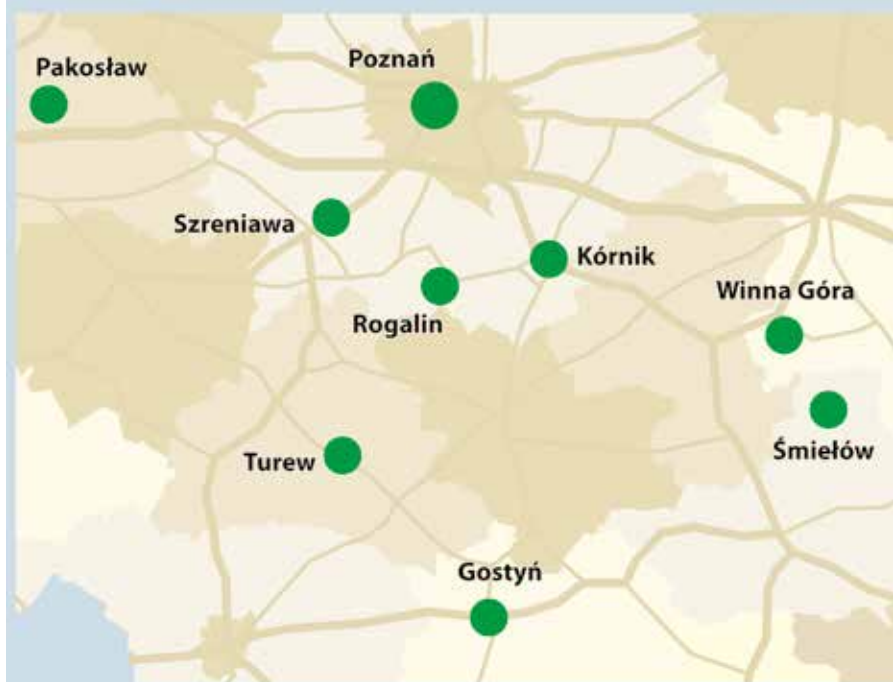 Pakosław
Poznań
Szreniawa
Kórnik
Rogalin
Winna Góra
Turew
Śmiełów
Gostyń